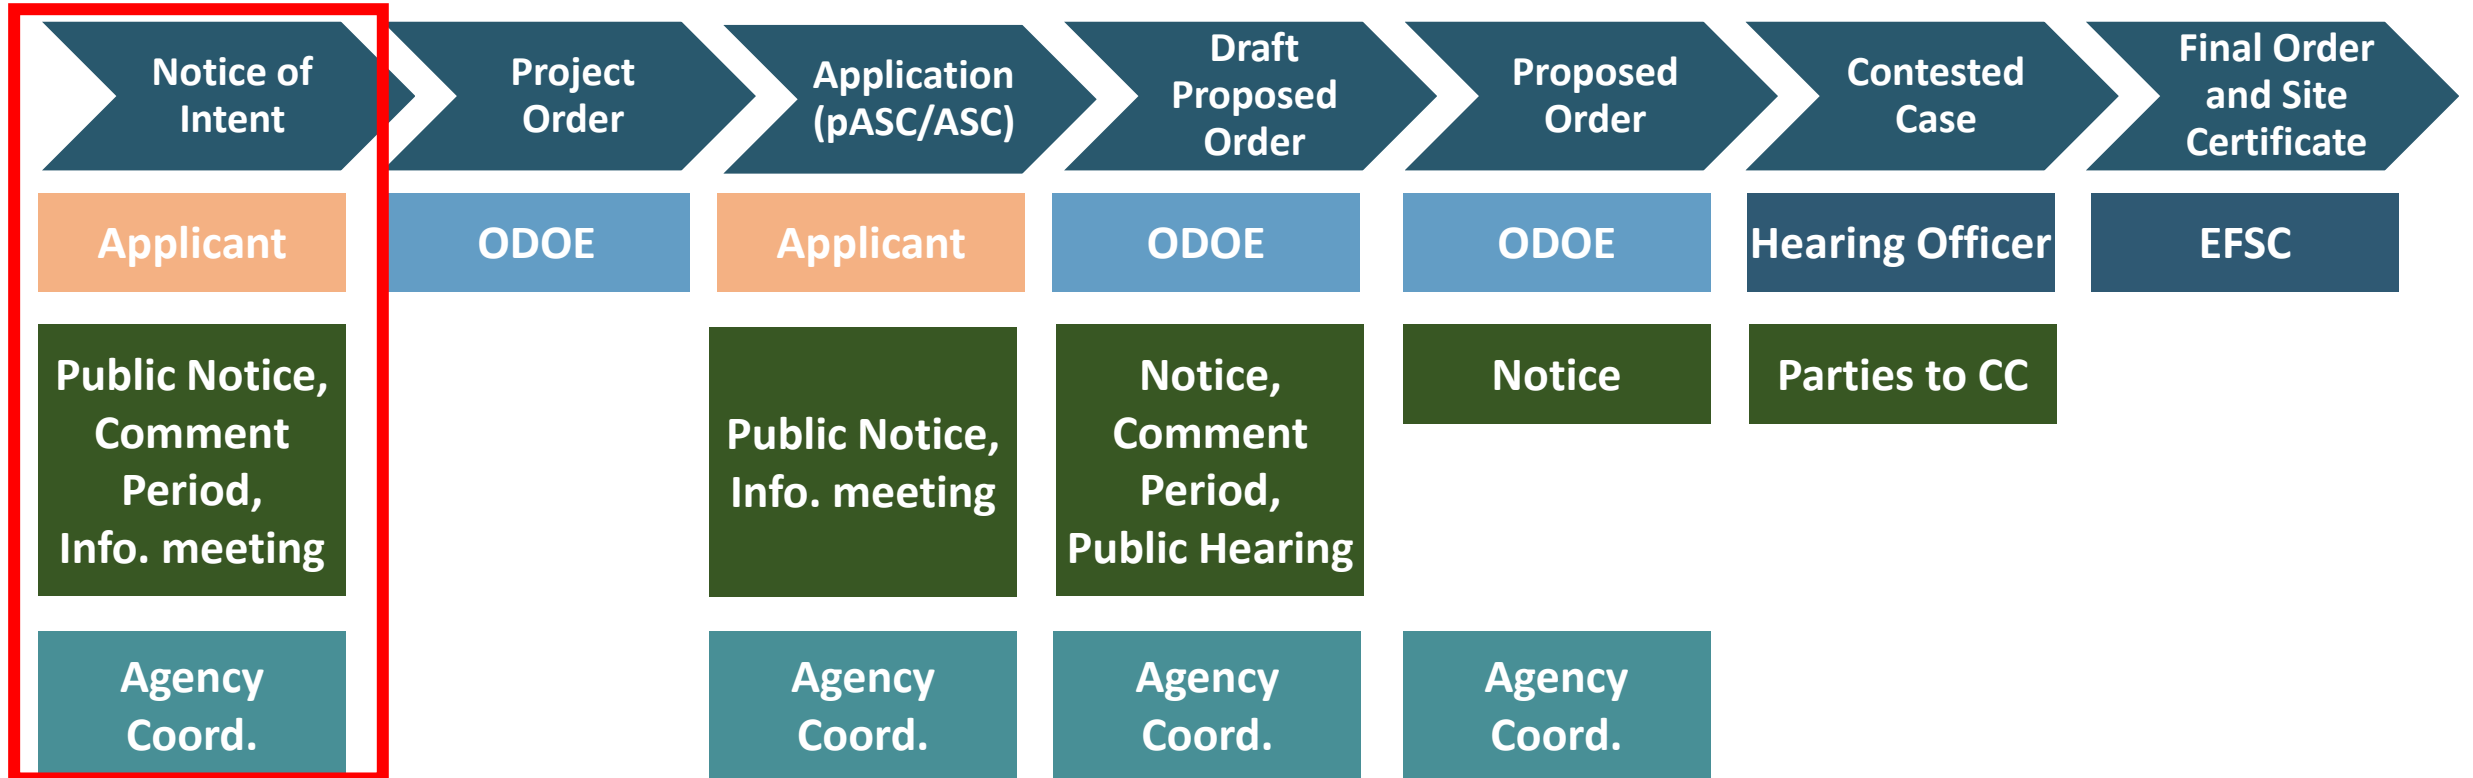 Notice of
Intent
Project
Order
Application
(pASC/ASC)
Draft
Proposed
Order
Proposed
Order
Contested
Case
Final Order
and Site
Certificate
Applicant
ODOE
Applicant
ODOE
ODOE
Hearing Officer
EFSC
Public Notice,
Comment
Period,
Info. meeting
Public Notice,
Info. meeting
Notice,
Comment
Period,
Public Hearing
Notice
Parties to CC
Agency
Coord.
Agency
Coord.
Agency
Coord.
Agency
Coord.